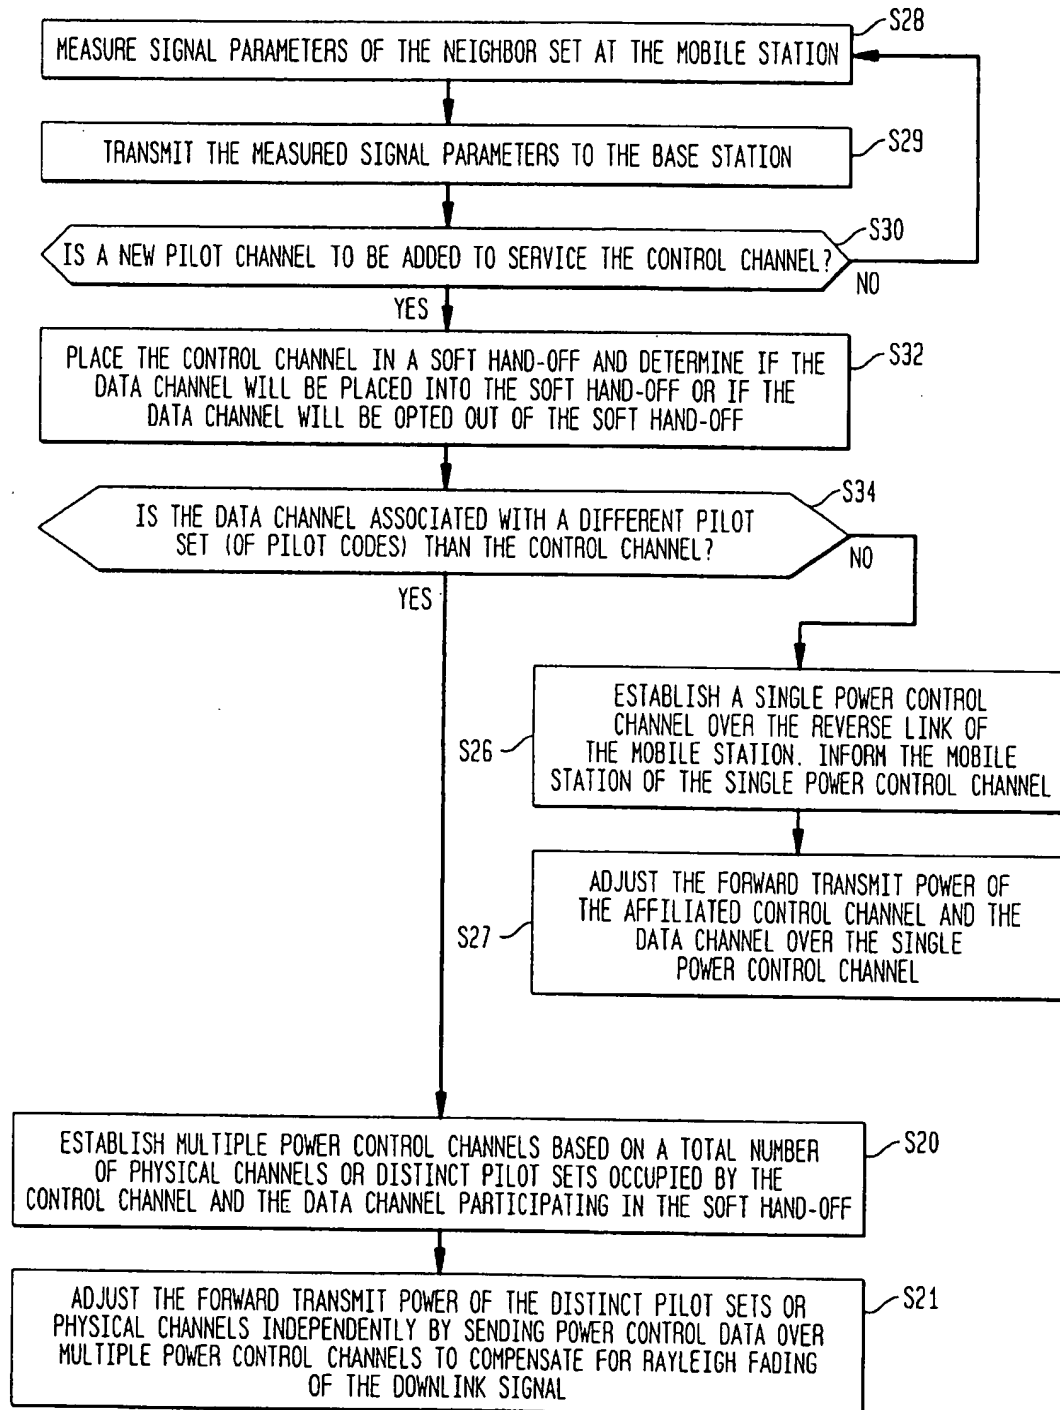 S28
MEASURE SIGNAL PARAMETERS OF THE NEIGHBOR SET AT THE MOBILE STATION
TRANSMIT THE MEASURED SIGNAL PARAMETERS TO THE BASE STATION
S29
S30
IS A NEW PILOT CHANNEL TO BE ADDED TO SERVICE THE CONTROL CHANNEL?
NO
YES
PLACE THE CONTROL CHANNEL IN A SOFT HAND-OFF AND DETERMINE IF THE
DATA CHANNEL WILL BE PLACED INTO THE SOFT HAND-OFF OR IF THE
DATA CHANNEL WILL BE OPTED OUT OF THE SOFT HAND-OFF
S32
S34
IS THE DATA CHANNEL ASSOCIATED WITH A DIFFERENT PILOT
SET (OF PILOT CODES) THAN THE CONTROL CHANNEL?
NO
YES
ESTABLISH A SINGLE POWER CONTROL
CHANNEL OVER THE REVERSE LINK OF
THE MOBILE STATION. INFORM THE MOBILE
STATION OF THE SINGLE POWER CONTROL CHANNEL
S26
ADJUST THE FORWARD TRANSMIT POWER OF
THE AFFILIATED CONTROL CHANNEL AND THE
DATA CHANNEL OVER THE SINGLE
POWER CONTROL CHANNEL
S27
ESTABLISH MULTIPLE POWER CONTROL CHANNELS BASED ON A TOTAL NUMBER
OF PHYSICAL CHANNELS OR DISTINCT PILOT SETS OCCUPIED BY THE
CONTROL CHANNEL AND THE DATA CHANNEL PARTICIPATING IN THE SOFT HAND-OFF
S20
ADJUST THE FORWARD TRANSMIT POWER OF THE DISTINCT PILOT SETS OR
PHYSICAL CHANNELS INDEPENDENTLY BY SENDING POWER CONTROL DATA OVER
MULTIPLE POWER CONTROL CHANNELS TO COMPENSATE FOR RAYLEIGH FADING
OF THE DOWNLINK SIGNAL
S21